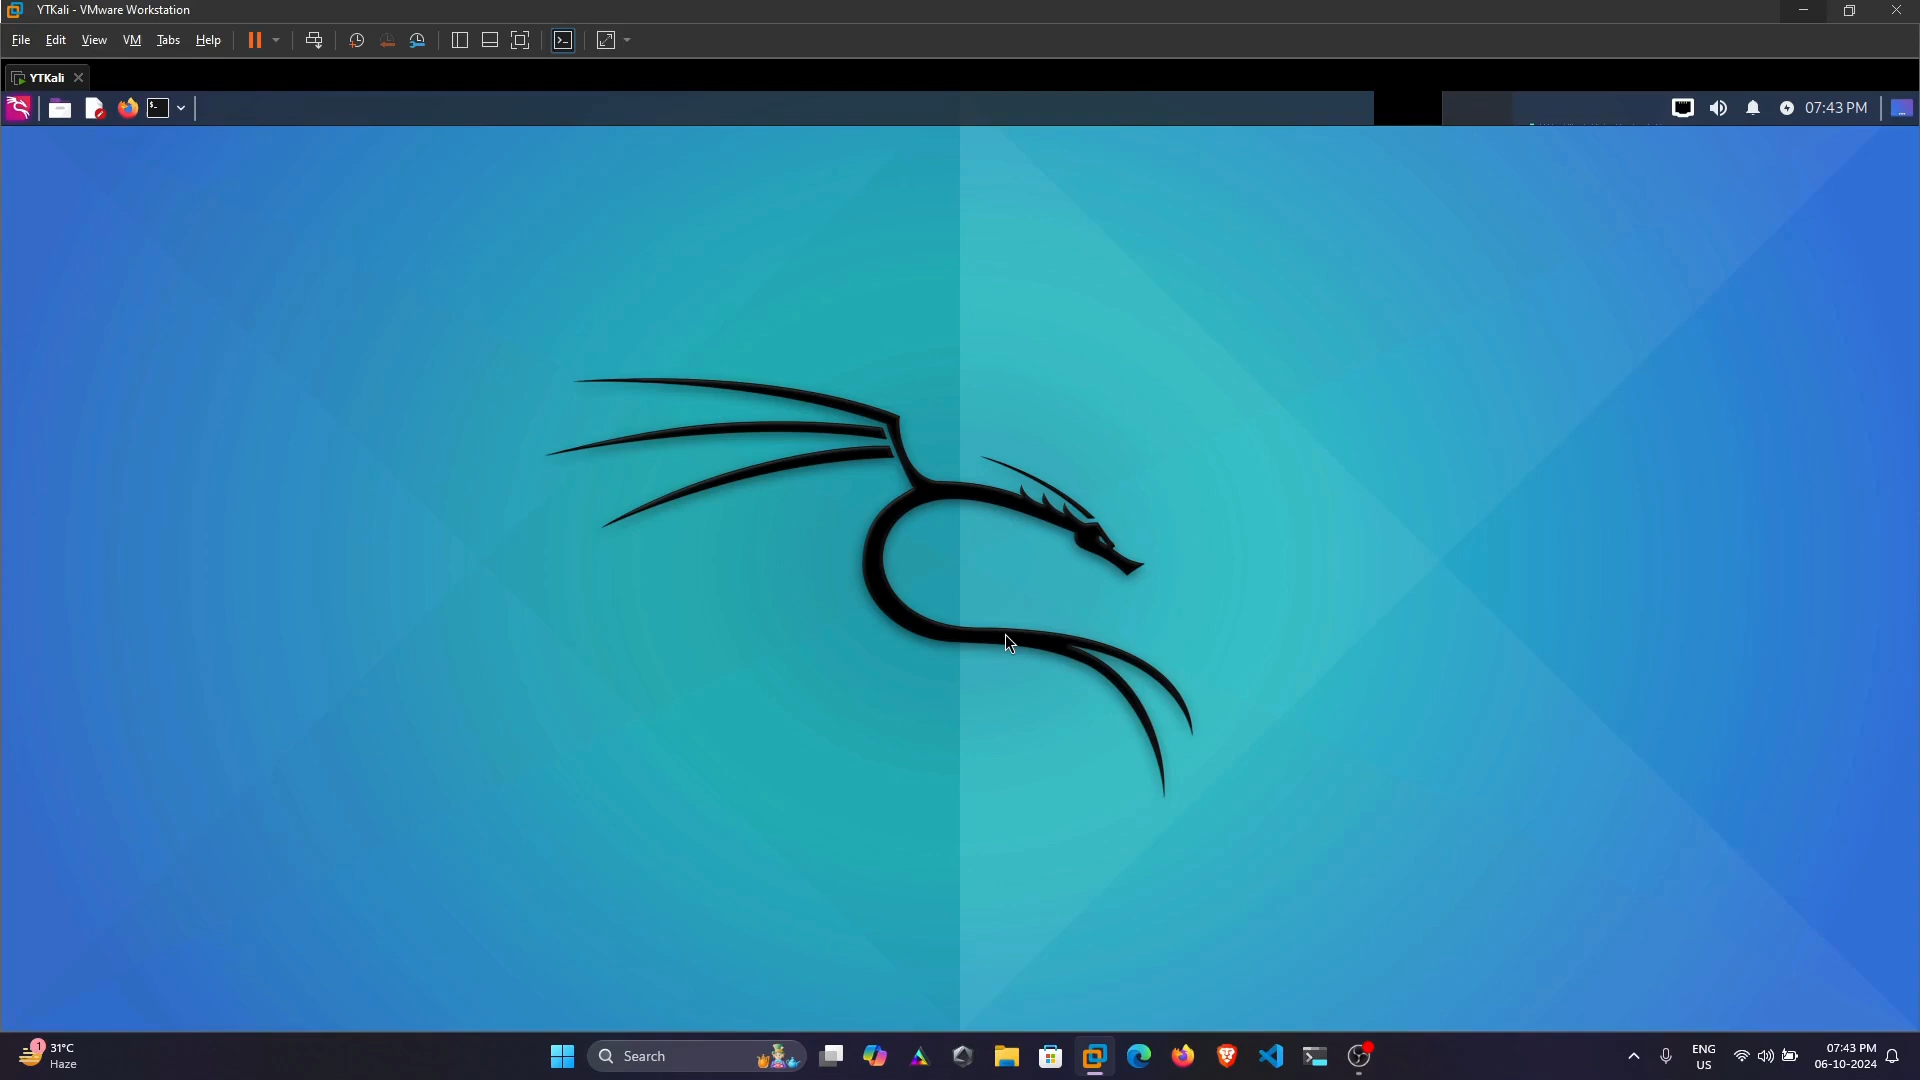 YTKali - VMware Workstation
File Edit View VM Tabs Help
YTKali
07:43 PM
1
31°C
Haze
Search
ENG
US
07:43 PM
06-10-2024